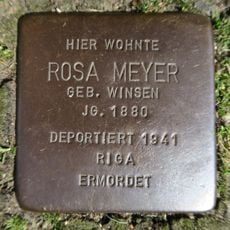 HIER WOHNTE
ROSA MEYER
GEB. WINSEN
JG. 1880
DEPORTIERT 1941
RIGA
ERMORDET